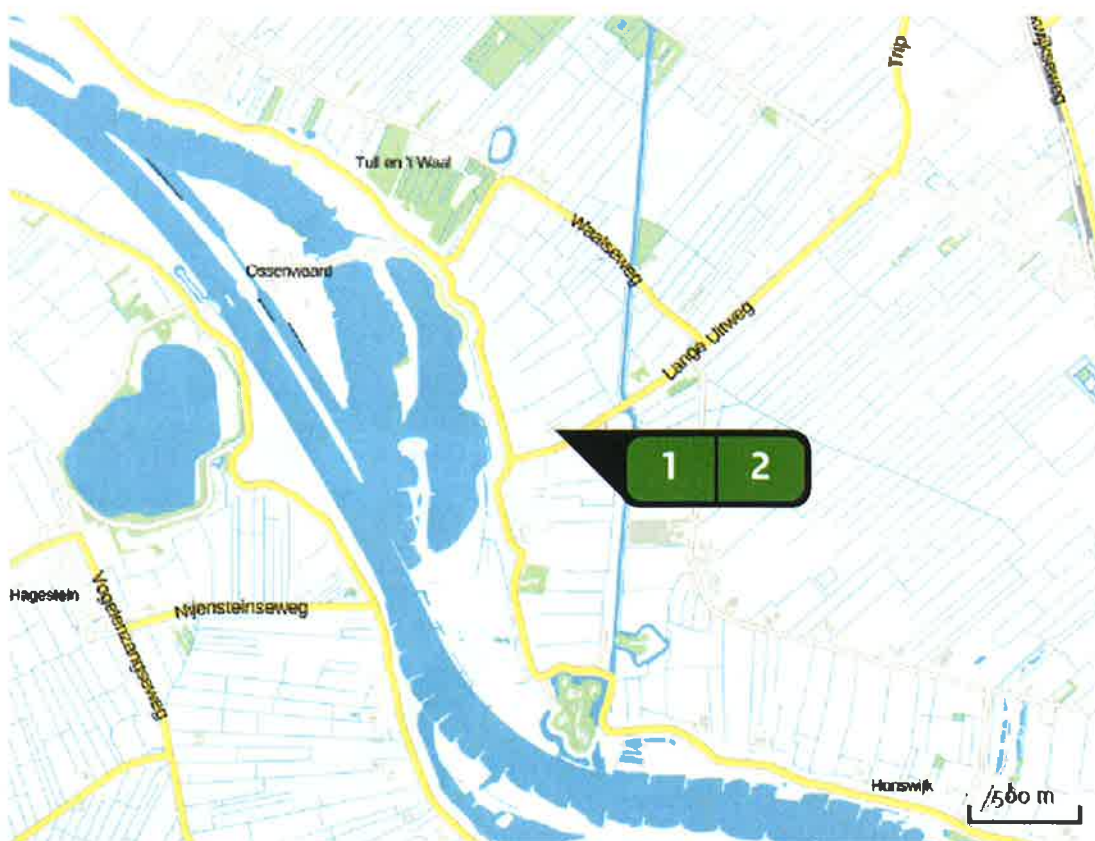 Trip
Tull en 't Waal
Waalseweg
Ossenwaard
Lange Uitweg
1 2
Hagestein
Vogelenzangseweg
Nijensteinseweg
Honswijk
500 m